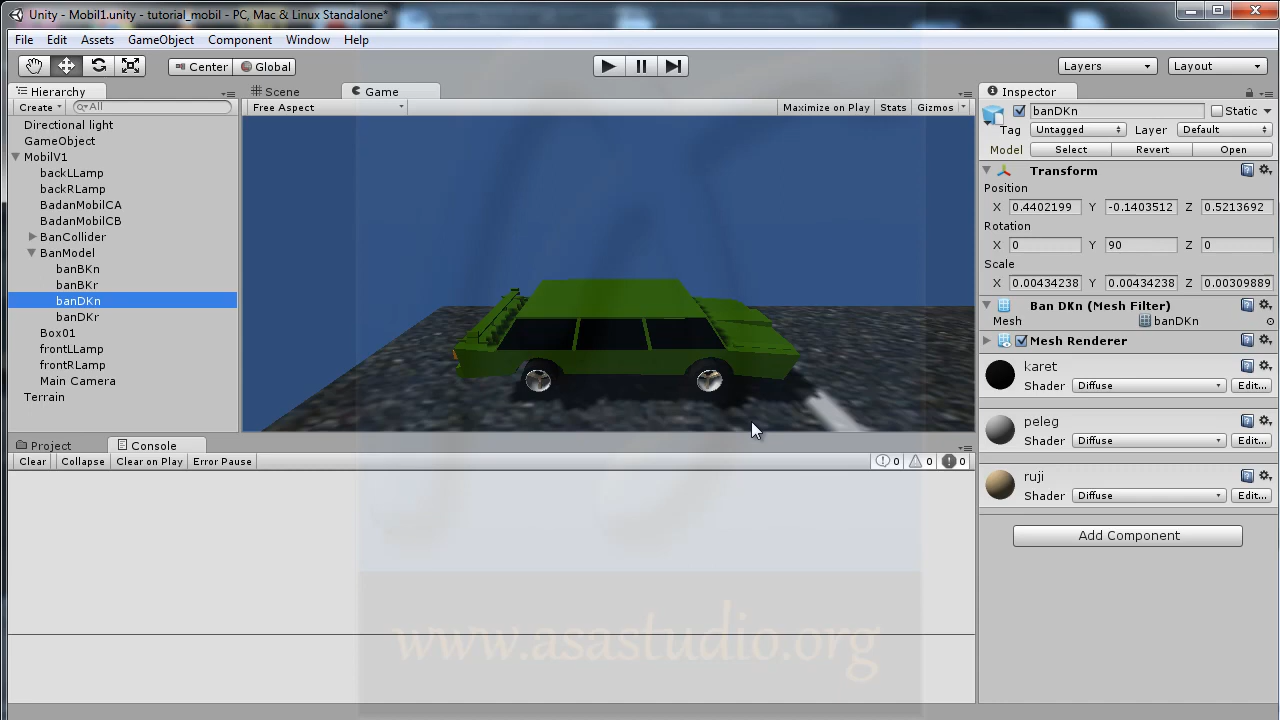 Unity - Mobil1.unity - tutorial_mobil - PC, Mac & Linux Standalone*
File Edit Assets GameObject Component Window Help
Center Global Layers Layout
Hierarchy
Create All
Directional light
GameObject
MobilV1
backLLamp
backRLamp
BadanMobilCA
BadanMobilCB
BanCollider
BanModel
banBKn
banBKr
banDKn
banDKr
Box01
frontLLamp
frontRLamp
Main Camera
Terrain
Scene Game
Free Aspect Maximize on Play Stats Gizmos
Project Console
Clear Collapse Clear on Play Error Pause 0 0 0
www.asastudio.org
Inspector
banDKn Static
Tag Untagged Layer Default
Model Select Revert Open
Transform
Position
X 0.4402199 Y -0.1403512 Z 0.5213692
Rotation
X 0 Y 90 Z 0
Scale
X 0.00434238 Y 0.00434238 Z 0.00309889
Ban DKn (Mesh Filter)
Mesh banDKn
Mesh Renderer
karet
Shader Diffuse Edit...
peleg
Shader Diffuse Edit...
ruji
Shader Diffuse Edit...
Add Component